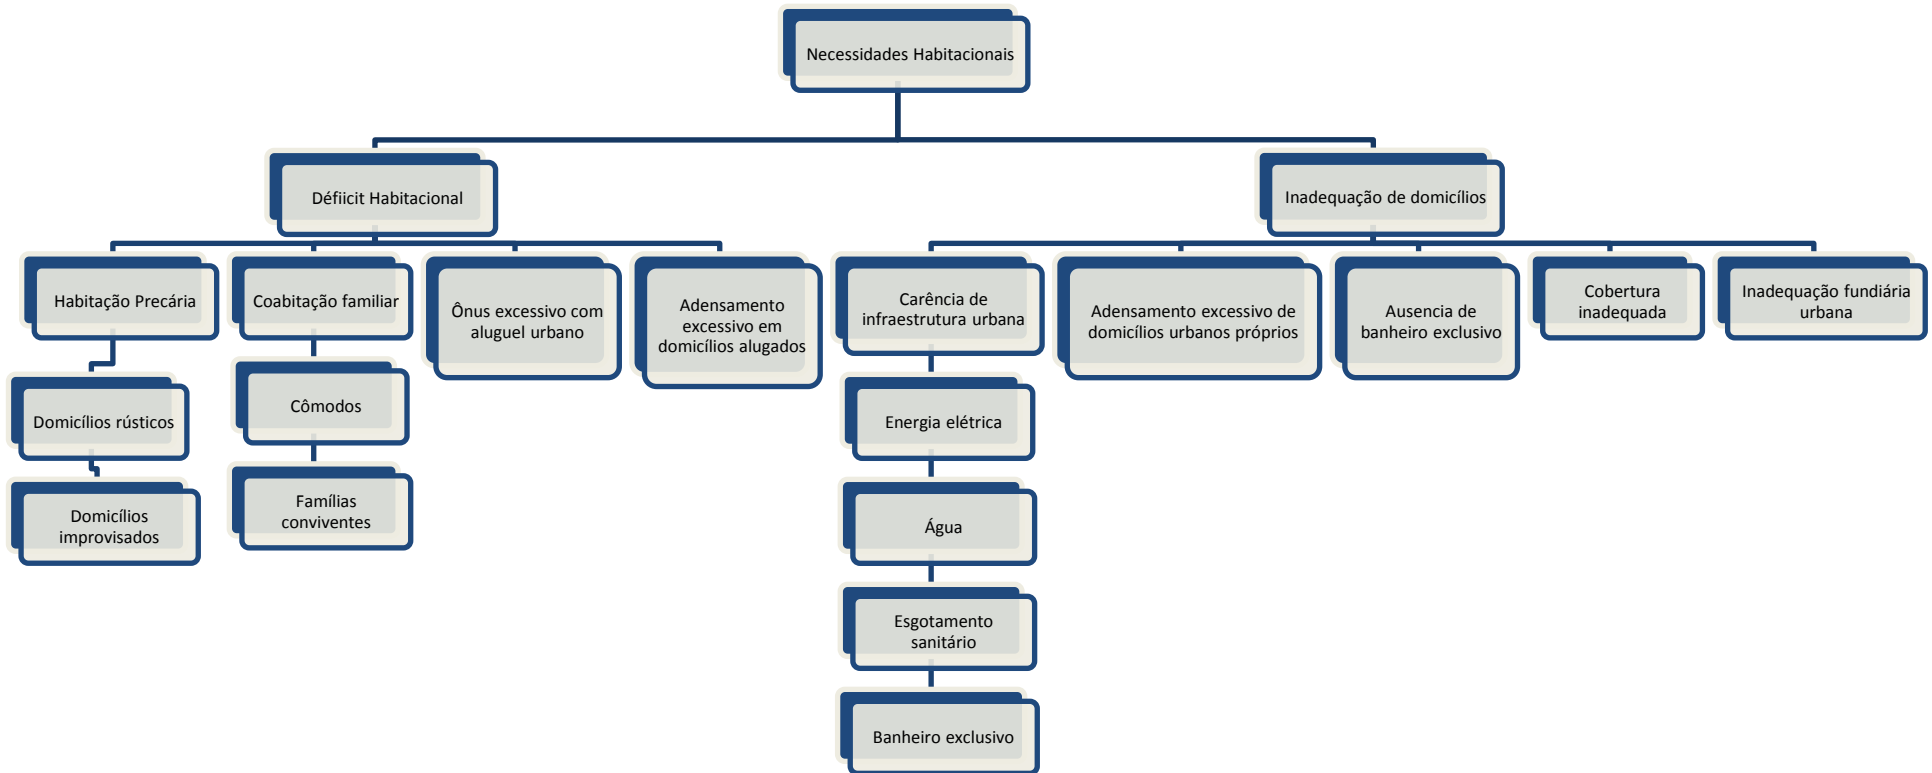 Necessidades Habitacionais
Défiicit Habitacional
Inadequação de domicílios
Habitação Precária
Coabitação familiar
Ônus excessivo com
aluguel urbano
Adensamento
excessivo em
domicílios alugados
Carência de
infraestrutura urbana
Adensamento excessivo de
domicílios urbanos próprios
Ausencia de
banheiro exclusivo
Cobertura
inadequada
Inadequação fundiária
urbana
Domicílios rústicos
Cômodos
Energia elétrica
Domicílios
improvisados
Famílias
conviventes
Água
Esgotamento
sanitário
Banheiro exclusivo